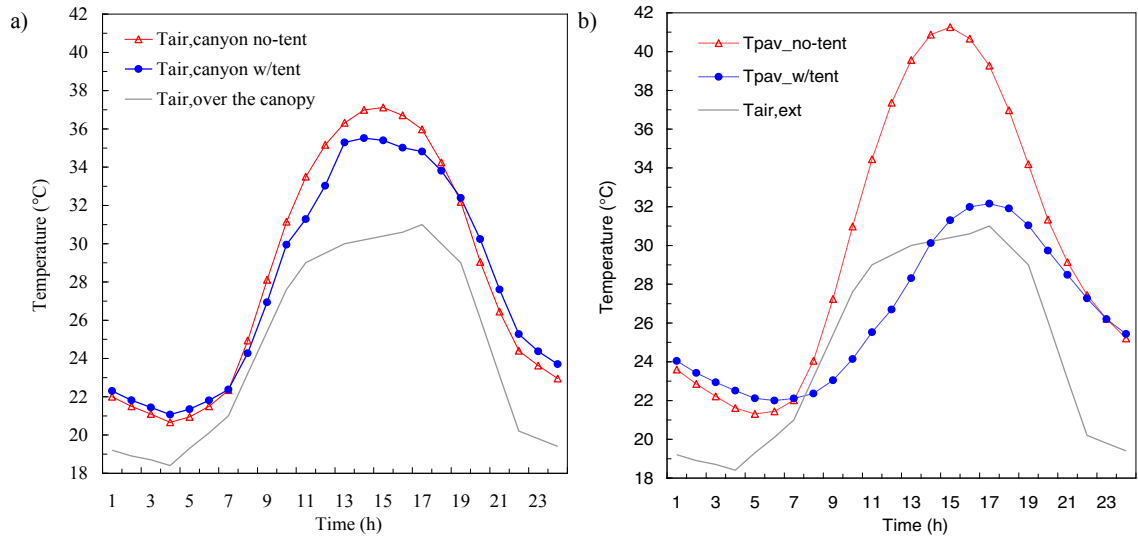 a)
Tair,canyon no-tent
Tair,canyon w/tent
Tair,over the canopy
Temperature (°C)
42
40
38
36
34
32
30
28
26
24
22
20
18
1 3 5 7 9 11 13 15 17 19 21 23
Time (h)
b)
Tpav_no-tent
Tpav_w/tent
Tair,ext
Temperature (°C)
42
40
38
36
34
32
30
28
26
24
22
20
18
1 3 5 7 9 11 13 15 17 19 21 23
Time (h)